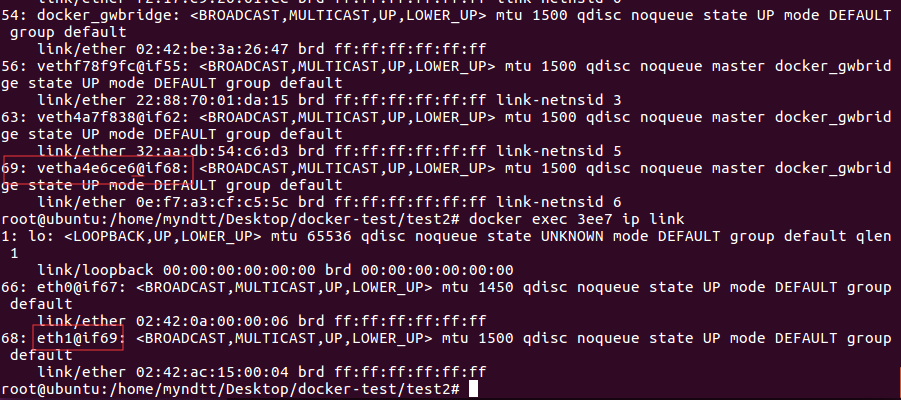 54: docker_gwbridge: <BROADCAST,MULTICAST,UP,LOWER_UP> mtu 1500 qdisc noqueue state UP mode DEFAULT
 group default
    link/ether 02:42:be:3a:26:47 brd ff:ff:ff:ff:ff:ff
56: vethf78f9fc@if55: <BROADCAST,MULTICAST,UP,LOWER_UP> mtu 1500 qdisc noqueue master docker_gwbrid
ge state UP mode DEFAULT group default
    link/ether 22:88:70:01:da:15 brd ff:ff:ff:ff:ff:ff link-netnsid 3
63: veth4a7f838@if62: <BROADCAST,MULTICAST,UP,LOWER_UP> mtu 1500 qdisc noqueue master docker_gwbrid
ge state UP mode DEFAULT group default
    link/ether 32:aa:db:54:c6:d3 brd ff:ff:ff:ff:ff:ff link-netnsid 5
69: vetha4e6ce6@if68: <BROADCAST,MULTICAST,UP,LOWER_UP> mtu 1500 qdisc noqueue master docker_gwbrid
ge state UP mode DEFAULT group default
    link/ether 0e:f7:a3:cf:c5:5c brd ff:ff:ff:ff:ff:ff link-netnsid 6
root@ubuntu:/home/myndtt/Desktop/docker-test/test2# docker exec 3ee7 ip link
1: lo: <LOOPBACK,UP,LOWER_UP> mtu 65536 qdisc noqueue state UNKNOWN mode DEFAULT group default qlen
 1
    link/loopback 00:00:00:00:00:00 brd 00:00:00:00:00:00
66: eth0@if67: <BROADCAST,MULTICAST,UP,LOWER_UP> mtu 1450 qdisc noqueue state UP mode DEFAULT group
 default
    link/ether 02:42:0a:00:00:06 brd ff:ff:ff:ff:ff:ff
68: eth1@if69: <BROADCAST,MULTICAST,UP,LOWER_UP> mtu 1500 qdisc noqueue state UP mode DEFAULT group
 default
    link/ether 02:42:ac:15:00:04 brd ff:ff:ff:ff:ff:ff
root@ubuntu:/home/myndtt/Desktop/docker-test/test2#